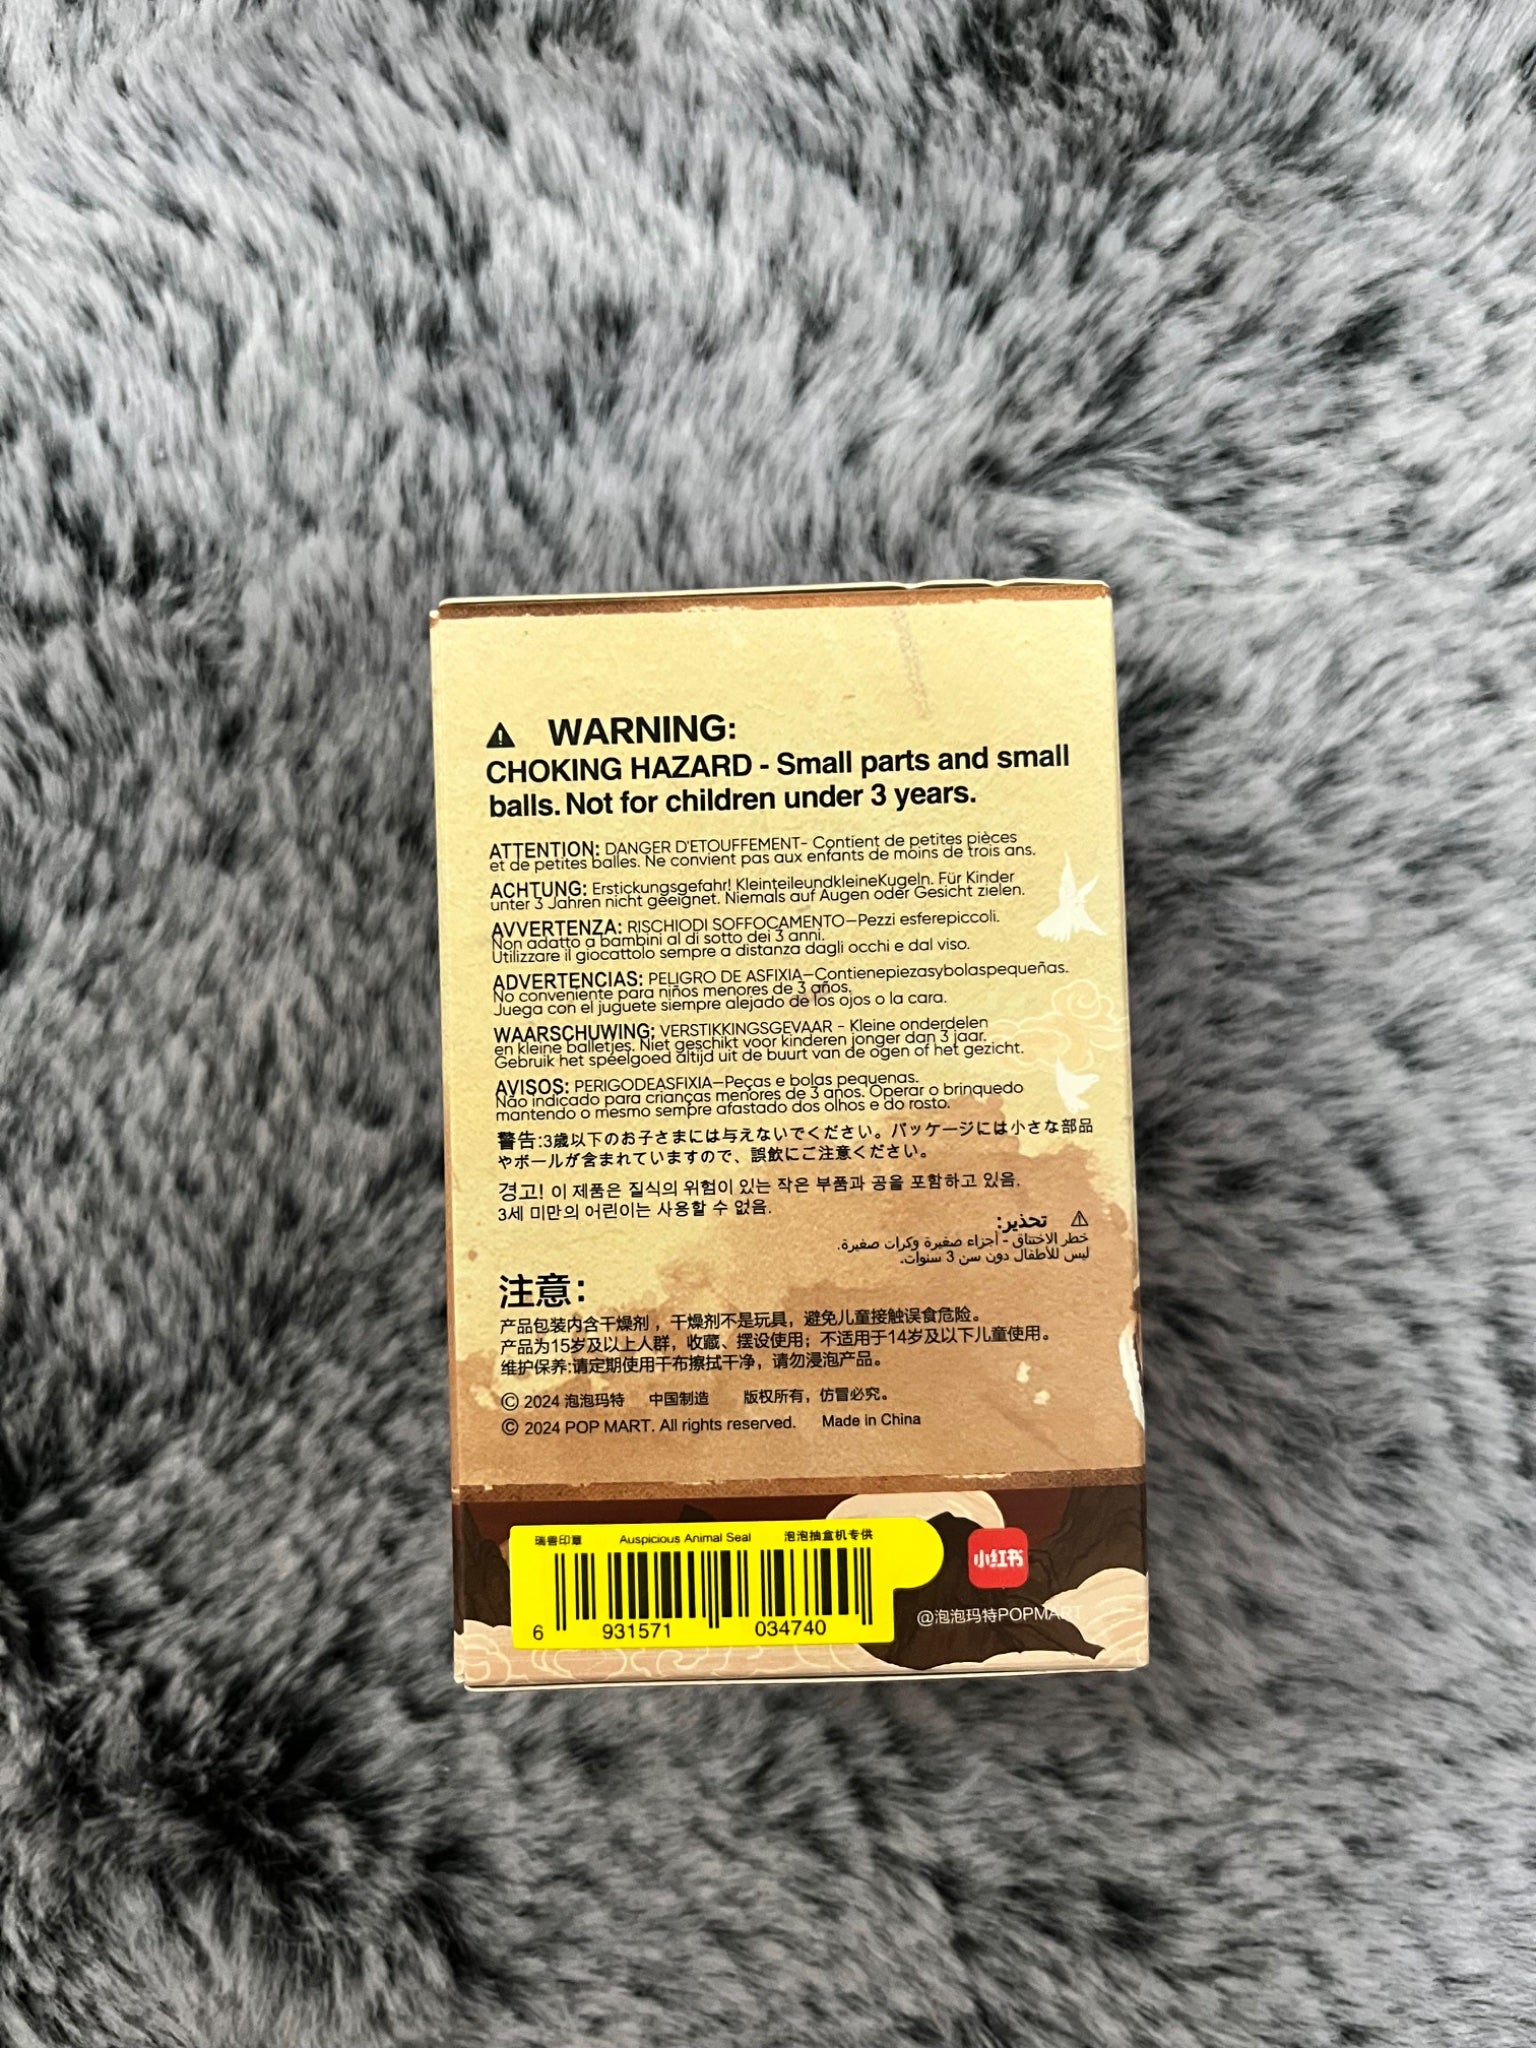 ⚠ WARNING:
CHOKING HAZARD - Small parts and small
balls. Not for children under 3 years.
ATTENTION: DANGER D'ETOUFFEMENT- Contient de petites pièces
et de petites balles. Ne convient pas aux enfants de moins de trois ans.
ACHTUNG: Erstickungsgefahr! KleinteileundkleineKugeln. Für Kinder
unter 3 Jahren nicht geeignet. Niemals auf Augen oder Gesicht zielen.
AVVERTENZA: RISCHIODI SOFFOCAMENTO—Pezzi esferepiccoli.
Non adatto a bambini al di sotto dei 3 anni.
Utilizzare il giocattolo sempre a distanza dagli occhi e dal viso.
ADVERTENCIAS: PELIGRO DE ASFIXIA—Contienepiezasybolaspequeñas.
No conveniente para niños menores de 3 años.
Juega con el juguete siempre alejado de los ojos o la cara.
WAARSCHUWING: VERSTIKKINGSGEVAAR - Kleine onderdelen
en kleine balletjes. Niet geschikt voor kinderen jonger dan 3 jaar.
Gebruik het speelgoed altijd uit de buurt van de ogen of het gezicht.
AVISOS: PERIGODEASFIXIA—Peças e bolas pequenas.
Não indicado para crianças menores de 3 anos. Operar o brinquedo
mantendo o mesmo sempre afastado dos olhos e do rosto.
警告:3歳以下のお子さまには与えないでください。パッケージには小さな部品
やボールが含まれていますので、誤飲にご注意ください。
경고! 이 제품은 질식의 위험이 있는 작은 부품과 공을 포함하고 있음.
3세 미만의 어린이는 사용할 수 없음.
⚠ تحذير:
خطر الاختناق - أجزاء صغيرة وكرات صغيرة.
ليس للأطفال دون سن 3 سنوات.
注意：
产品包装内含干燥剂，干燥剂不是玩具，避免儿童接触误食危险。
产品为15岁及以上人群，收藏、摆设使用；不适用于14岁及以下儿童使用。
维护保养:请定期使用干布擦拭干净，请勿浸泡产品。
© 2024 泡泡玛特 中国制造 版权所有，仿冒必究。
© 2024 POP MART. All rights reserved. Made in China
瑞兽印章 Auspicious Animal Seal 泡泡抽盒机专供
6 931571 034740
小红书
@泡泡玛特POPMART